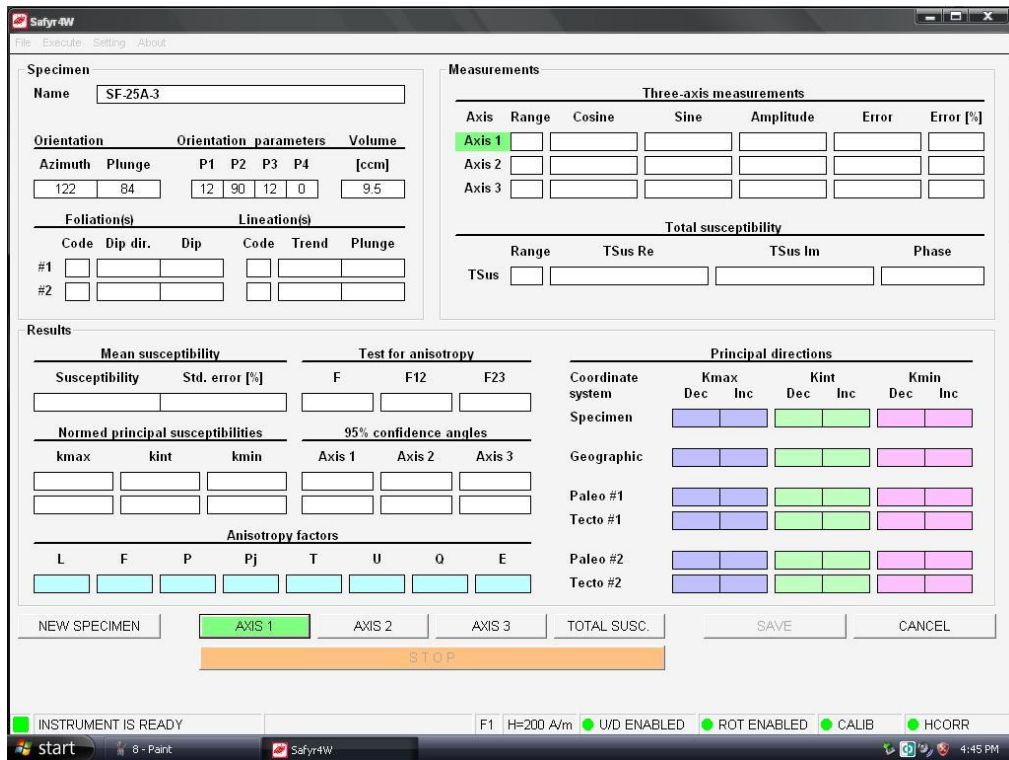 Safyr4W
File Execute Setting About
Specimen
Name SF-25A-3
Orientation Orientation parameters Volume
Azimuth Plunge P1 P2 P3 P4 [ccm]
122 84 12 90 12 0 9.5
Foliation(s) Lineation(s)
Code Dip dir. Dip Code Trend Plunge
#1
#2
Measurements
Three-axis measurements
Axis Range Cosine Sine Amplitude Error Error [%]
Axis 1
Axis 2
Axis 3
Total susceptibility
Range TSus Re TSus Im Phase
TSus
Results
Mean susceptibility Test for anisotropy
Susceptibility Std. error [%] F F12 F23
Normed principal susceptibilities 95% confidence angles
kmax kint kmin Axis 1 Axis 2 Axis 3
Anisotropy factors
L F P Pj T U Q E
Principal directions
Coordinate system Kmax Kint Kmin
Dec Inc Dec Inc Dec Inc
Specimen
Geographic
Paleo #1
Tecto #1
Paleo #2
Tecto #2
NEW SPECIMEN AXIS 1 AXIS 2 AXIS 3 TOTAL SUSC. SAVE CANCEL
STOP
INSTRUMENT IS READY F1 H=200 A/m U/D ENABLED ROT ENABLED CALIB HCORR
start 8 - Paint Safyr4W 4:45 PM